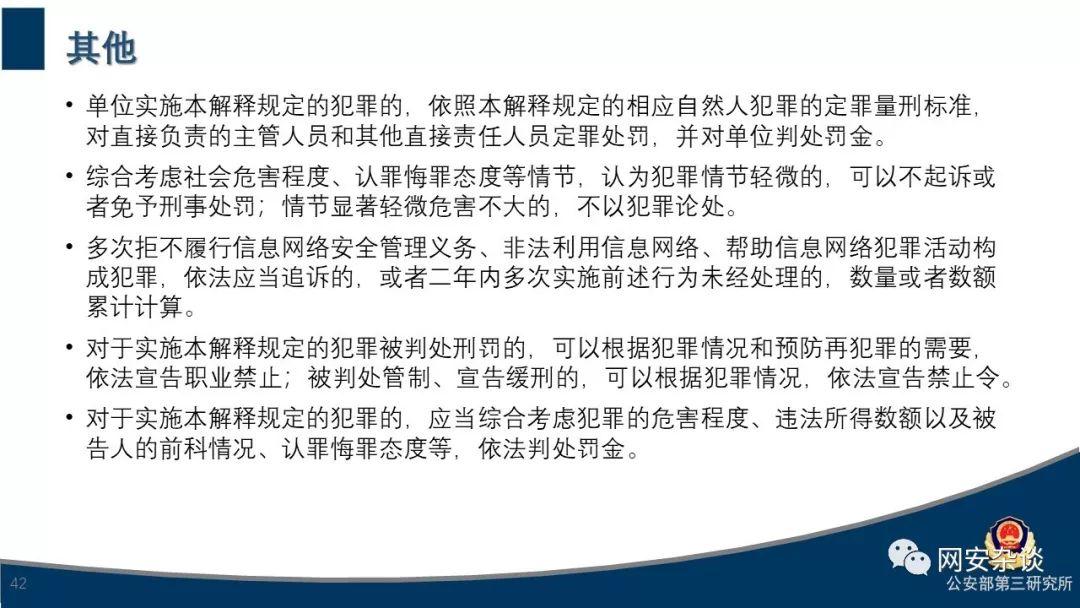 其他
• 单位实施本解释规定的犯罪的，依照本解释规定的相应自然人犯罪的定罪量刑标准，
对直接负责的主管人员和其他直接责任人员定罪处罚，并对单位判处罚金。
• 综合考虑社会危害程度、认罪悔罪态度等情节，认为犯罪情节轻微的，可以不起诉或
者免予刑事处罚；情节显著轻微危害不大的，不以犯罪论处。
• 多次拒不履行信息网络安全管理义务、非法利用信息网络、帮助信息网络犯罪活动构
成犯罪，依法应当追诉的，或者二年内多次实施前述行为未经处理的，数量或者数额
累计计算。
• 对于实施本解释规定的犯罪被判处刑罚的，可以根据犯罪情况和预防再犯罪的需要，
依法宣告职业禁止；被判处管制、宣告缓刑的，可以根据犯罪情况，依法宣告禁止令。
• 对于实施本解释规定的犯罪的，应当综合考虑犯罪的危害程度、违法所得数额以及被
告人的前科情况、认罪悔罪态度等，依法判处罚金。
网安杂谈
公安部第三研究所
42